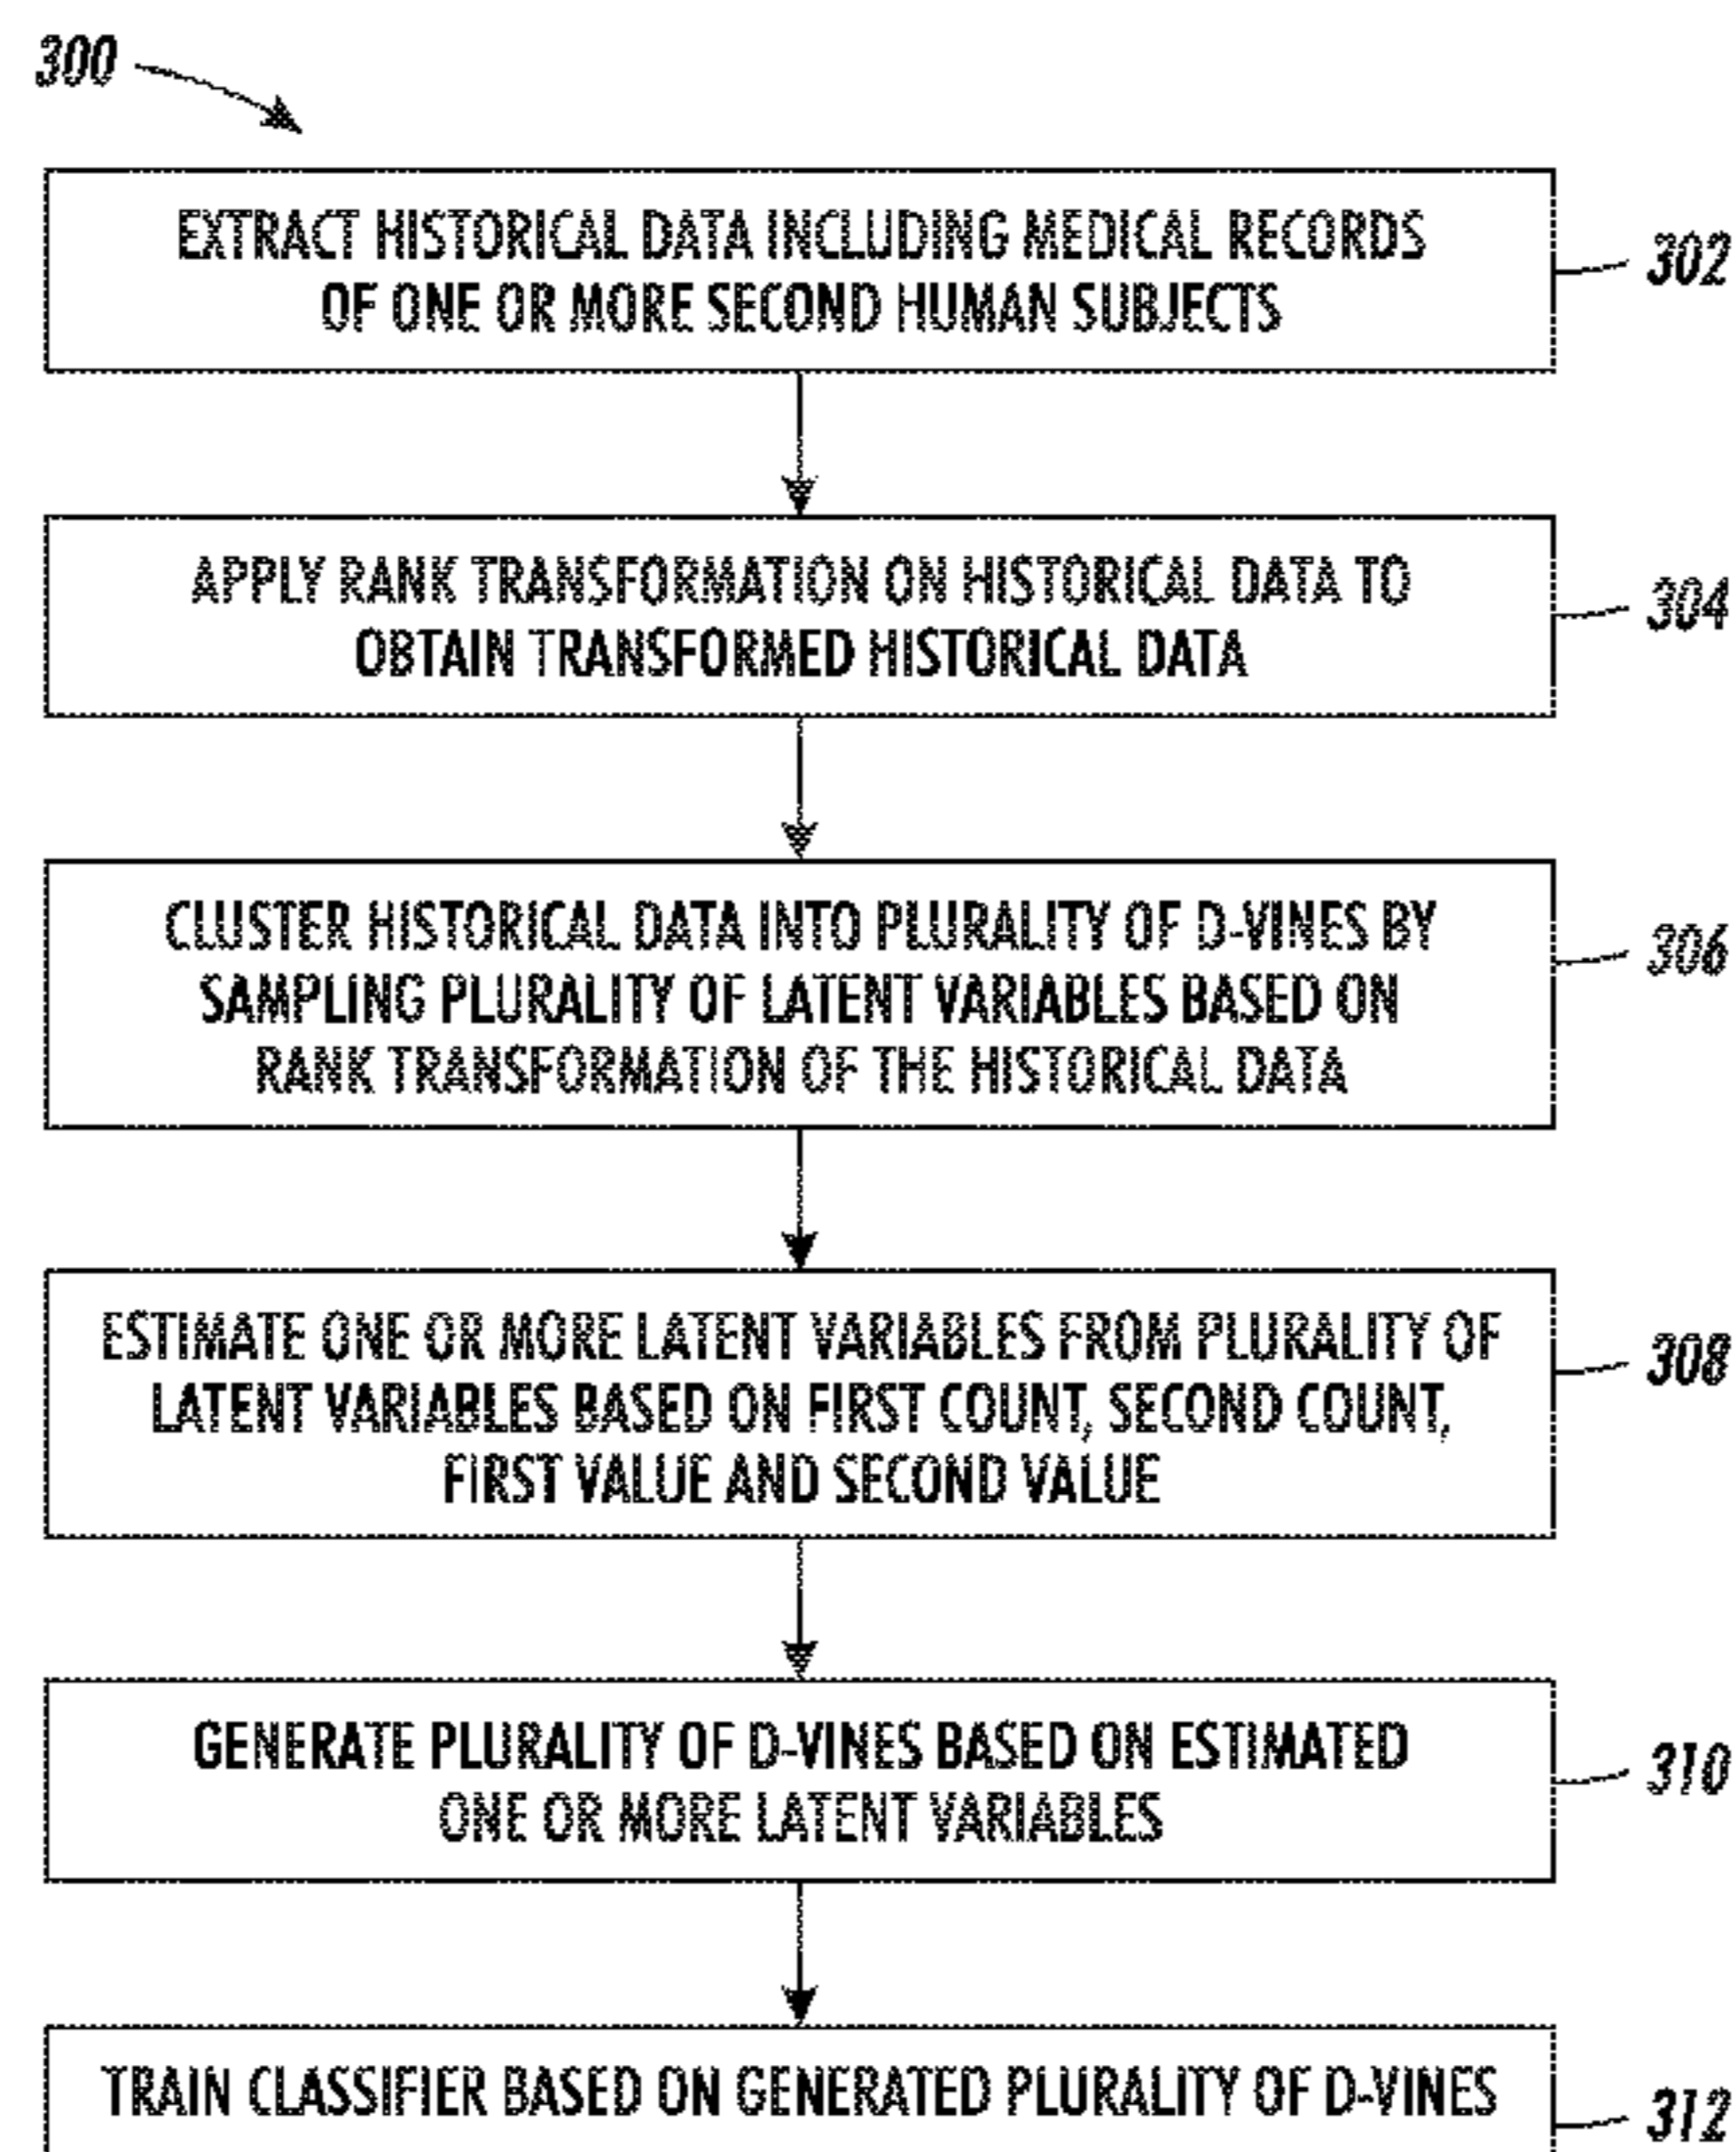 300
EXTRACT HISTORICAL DATA INCLUDING MEDICAL RECORDS
OF ONE OR MORE SECOND HUMAN SUBJECTS
302
APPLY RANK TRANSFORMATION ON HISTORICAL DATA TO
OBTAIN TRANSFORMED HISTORICAL DATA
304
CLUSTER HISTORICAL DATA INTO PLURALITY OF D-VINES BY
SAMPLING PLURALITY OF LATENT VARIABLES BASED ON
RANK TRANSFORMATION OF THE HISTORICAL DATA
306
ESTIMATE ONE OR MORE LATENT VARIABLES FROM PLURALITY OF
LATENT VARIABLES BASED ON FIRST COUNT, SECOND COUNT,
FIRST VALUE AND SECOND VALUE
308
GENERATE PLURALITY OF D-VINES BASED ON ESTIMATED
ONE OR MORE LATENT VARIABLES
310
TRAIN CLASSIFIER BASED ON GENERATED PLURALITY OF D-VINES
312